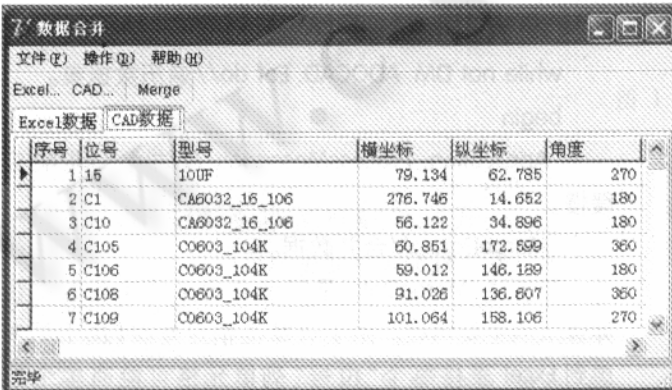 数据合并
文件(F) 操作(D) 帮助(H)
Excel... CAD... Merge
Excel数据 CAD数据
序号 位号 型号 横坐标 纵坐标 角度
1 15 10UF 79.134 62.785 270
2 C1 CA6032_16_106 276.746 14.652 180
3 C10 CA6032_16_106 56.122 34.896 180
4 C105 C0603_104K 60.851 172.599 360
5 C106 C0603_104K 59.012 146.189 180
6 C108 C0603_104K 91.026 136.607 360
7 C109 C0603_104K 101.064 158.106 270
完毕